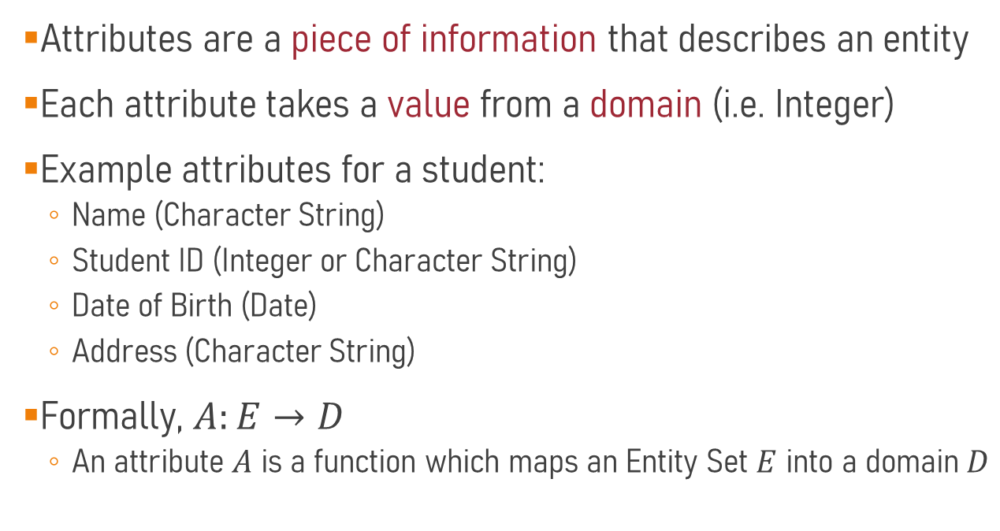 ▪Attributes are a piece of information that describes an entity
▪Each attribute takes a value from a domain (i.e. Integer)
▪Example attributes for a student:
◦ Name (Character String)
◦ Student ID (Integer or Character String)
◦ Date of Birth (Date)
◦ Address (Character String)
▪Formally, A: E → D
◦ An attribute A is a function which maps an Entity Set E into a domain D